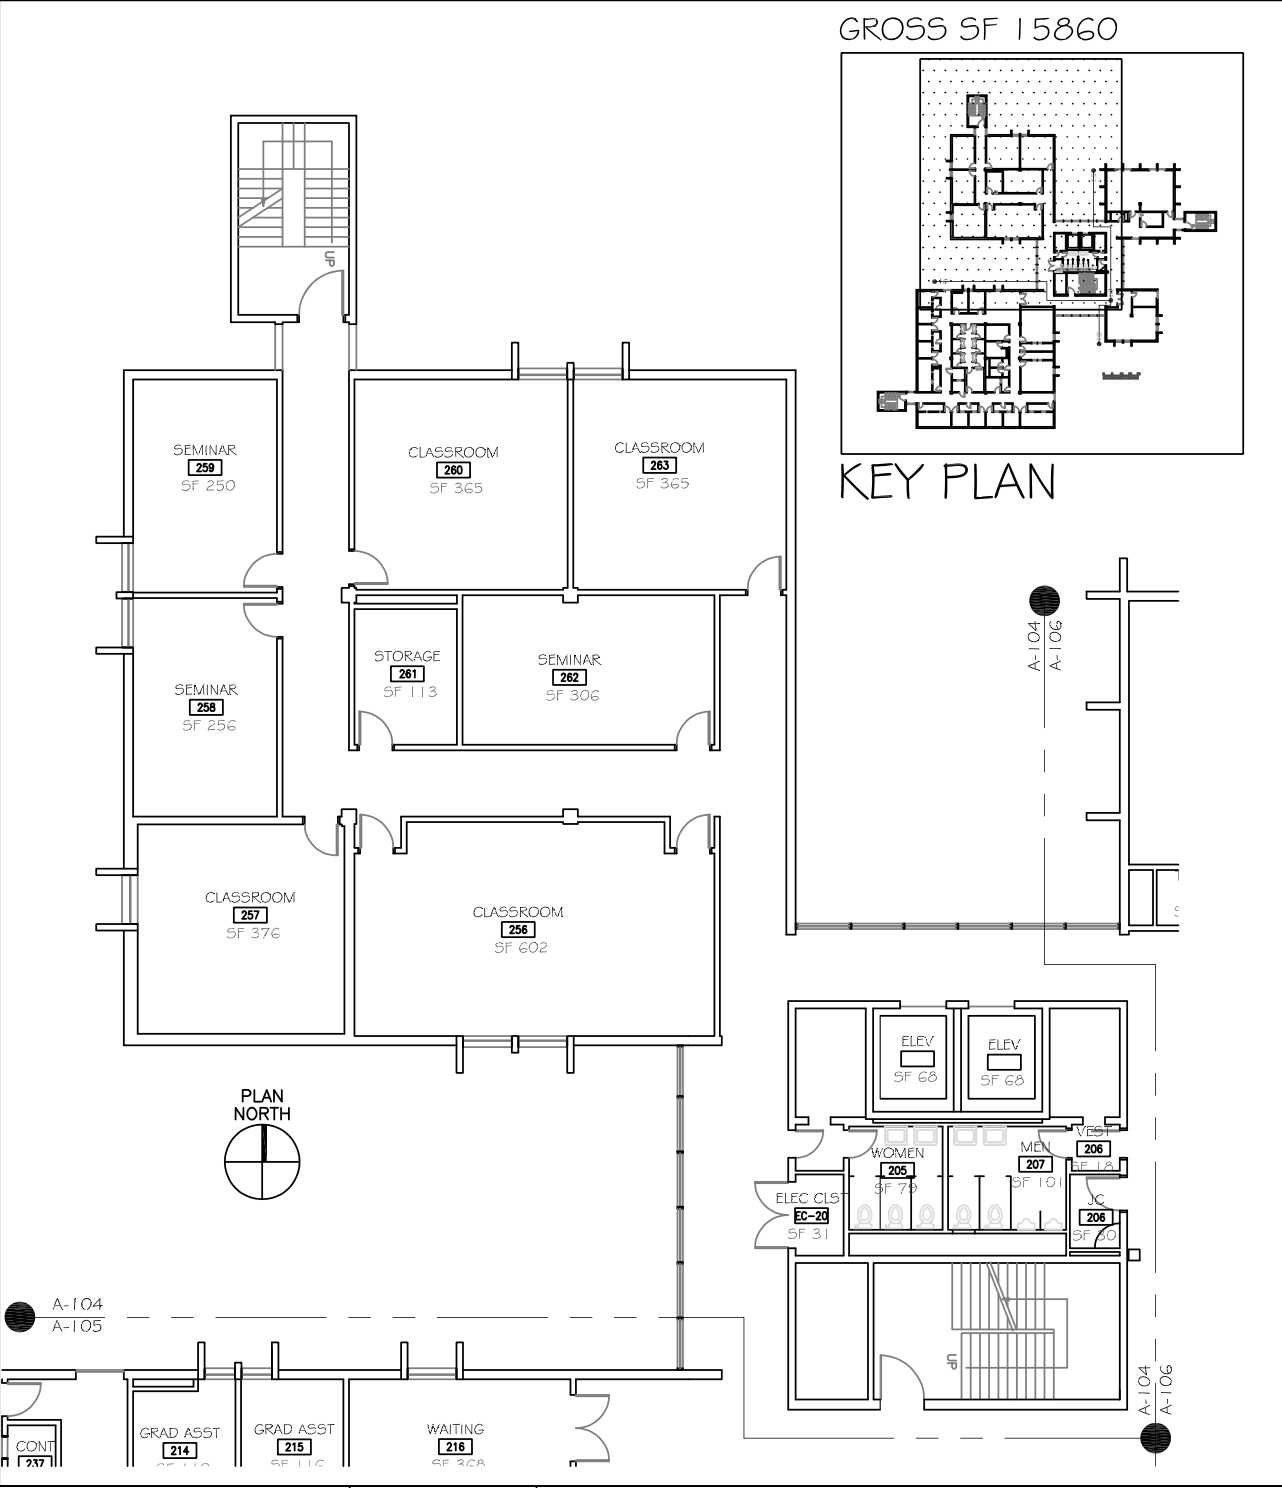 GROSS SF 15860
KEY PLAN
UP
SEMINAR
259
SF 250
CLASSROOM
260
SF 365
CLASSROOM
263
SF 365
A-104
A-106
STORAGE
261
SF 113
SEMINAR
262
SF 306
SEMINAR
258
SF 256
CLASSROOM
257
SF 376
CLASSROOM
256
SF 602
ELEV
SF 68
ELEV
SF 68
PLAN
NORTH
WOMEN
205
SF 79
MEN
207
SF 101
VEST
206
SF 18
ELEC CLS
EC-20
SF 31
JC
206
SF 30
A-104
A-105
UP
A-104
A-106
CONT
237
GRAD ASST
214
GRAD ASST
215
SF 116
WAITING
216
SF 368